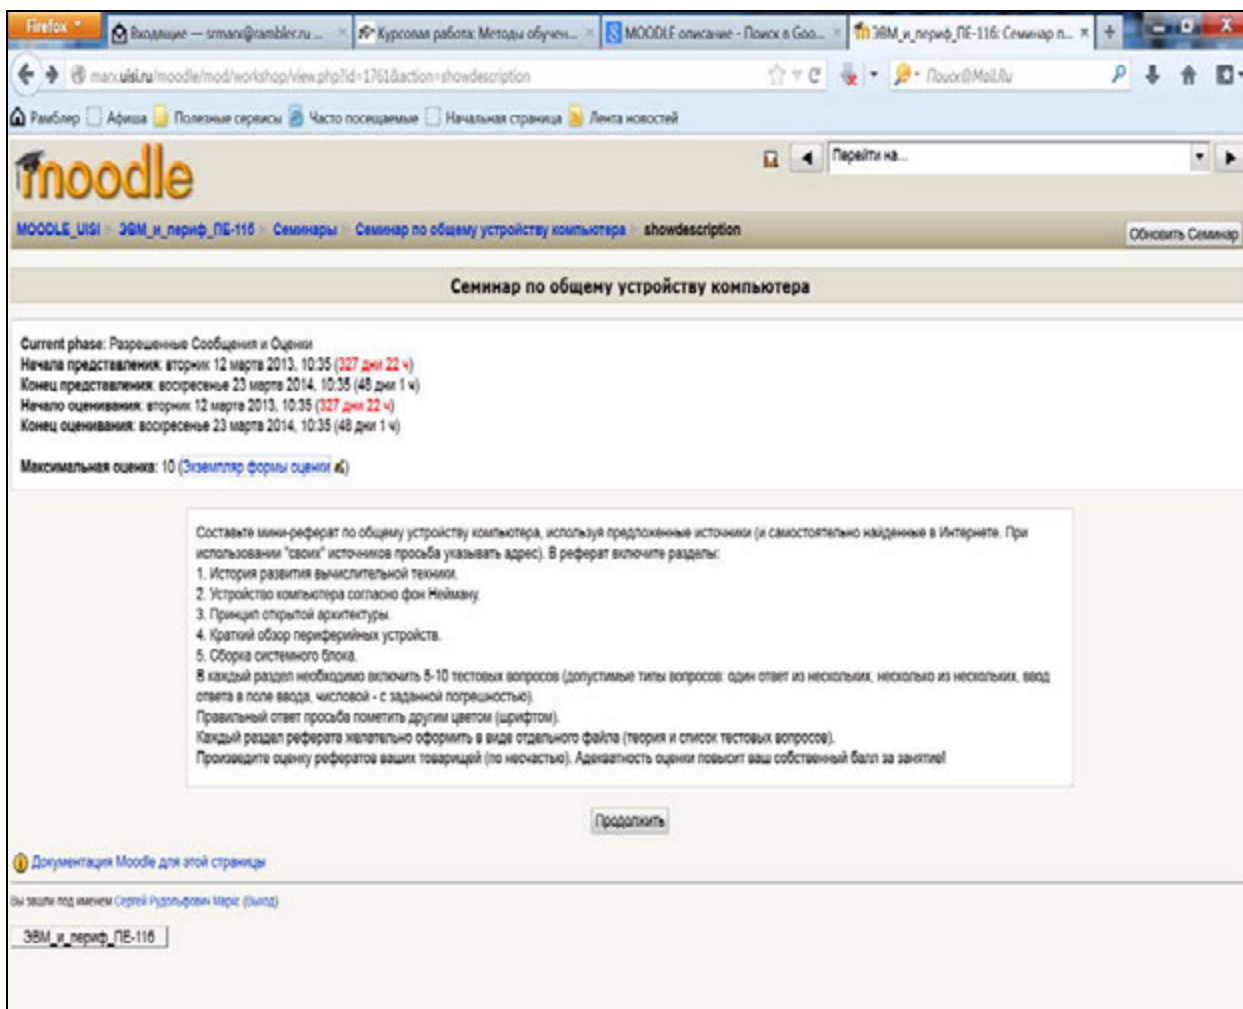 Firefox
Входящие — srmarx@rambler.ru ...
Курсовая работа: Методы обучен...
MOODLE описание - Поиск в Goo...
ЭВМ_и_периф_ПЕ-116: Семинар п...
marx.uisi.ru/moodle/mod/workshop/view.php?id=1761&action=showdescription
Поиск@Mail.Ru
Рамблер Афиша Полезные сервисы Часто посещаемые Начальная страница Лента новостей
moodle
Перейти на...
MOODLE_UISI ► ЭВМ_и_периф_ПЕ-116 ► Семинары ► Семинар по общему устройству компьютера ► showdescription
Обновить Семинар
Семинар по общему устройству компьютера
Current phase: Разрешенные Сообщения и Оценки
Начала представления: вторник 12 марта 2013, 10:35 (327 дни 22 ч)
Конец представления: воскресенье 23 марта 2014, 10:35 (48 дни 1 ч)
Начало оценивания: вторник 12 марта 2013, 10:35 (327 дни 22 ч)
Конец оценивания: воскресенье 23 марта 2014, 10:35 (48 дни 1 ч)
Максимальная оценка: 10 (Экземпляр формы оценки )
Составьте мини-реферат по общему устройству компьютера, используя предложенные источники (и самостоятельно найденные в Интернете. При
использовании "своих" источников просьба указывать адрес). В реферат включите разделы:
1. История развития вычислительной техники.
2. Устройство компьютера согласно фон Нейману.
3. Принцип открытой архитектуры.
4. Краткий обзор периферийных устройств.
5. Сборка системного блока.
В каждый раздел необходимо включить 5-10 тестовых вопросов (допустимые типы вопросов: один ответ из нескольких, несколько из нескольких, ввод
ответа в поле ввода, числовой - с заданной погрешностью).
Правильный ответ просьба пометить другим цветом (шрифтом).
Каждый раздел реферата желательно оформить в виде отдельного файла (теория и список тестовых вопросов).
Произведите оценку рефератов ваших товарищей (по несчастью). Адекватность оценки повысит ваш собственный балл за занятие!
Продолжить
Документация Moodle для этой страницы
Вы зашли под именем Сергей Рудольфович Маркс (Выход)
ЭВМ_и_периф_ПЕ-116